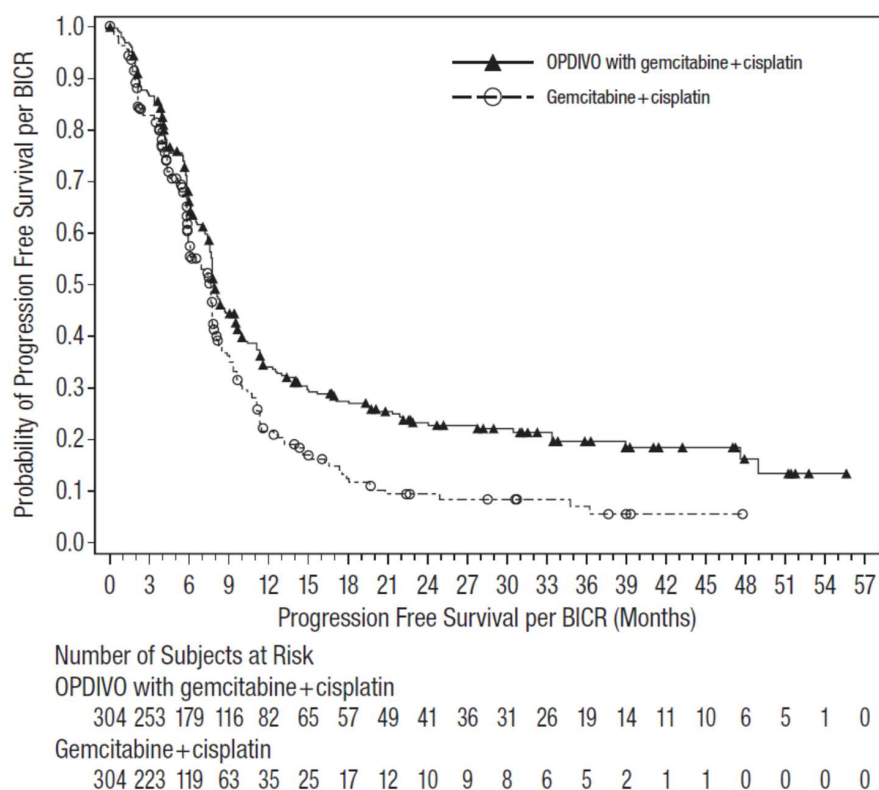 Probability of Progression Free Survival per BICR
1.0
0.9
0.8
0.7
0.6
0.5
0.4
0.3
0.2
0.1
0.0
OPDIVO with gemcitabine+cisplatin
Gemcitabine+cisplatin
0 3 6 9 12 15 18 21 24 27 30 33 36 39 42 45 48 51 54 57
Progression Free Survival per BICR (Months)
Number of Subjects at Risk
OPDIVO with gemcitabine+cisplatin
304 253 179 116 82 65 57 49 41 36 31 26 19 14 11 10 6 5 1 0
Gemcitabine+cisplatin
304 223 119 63 35 25 17 12 10 9 8 6 5 2 1 1 0 0 0 0